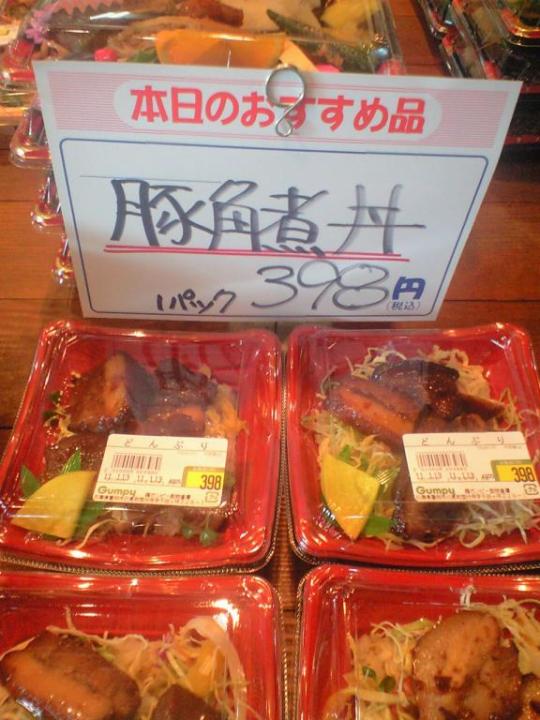 本日のおすすめ品
豚角煮丼
1パック 398円
(税込)
どんぶり
398
Gumpy
どんぶり
398
Gumpy